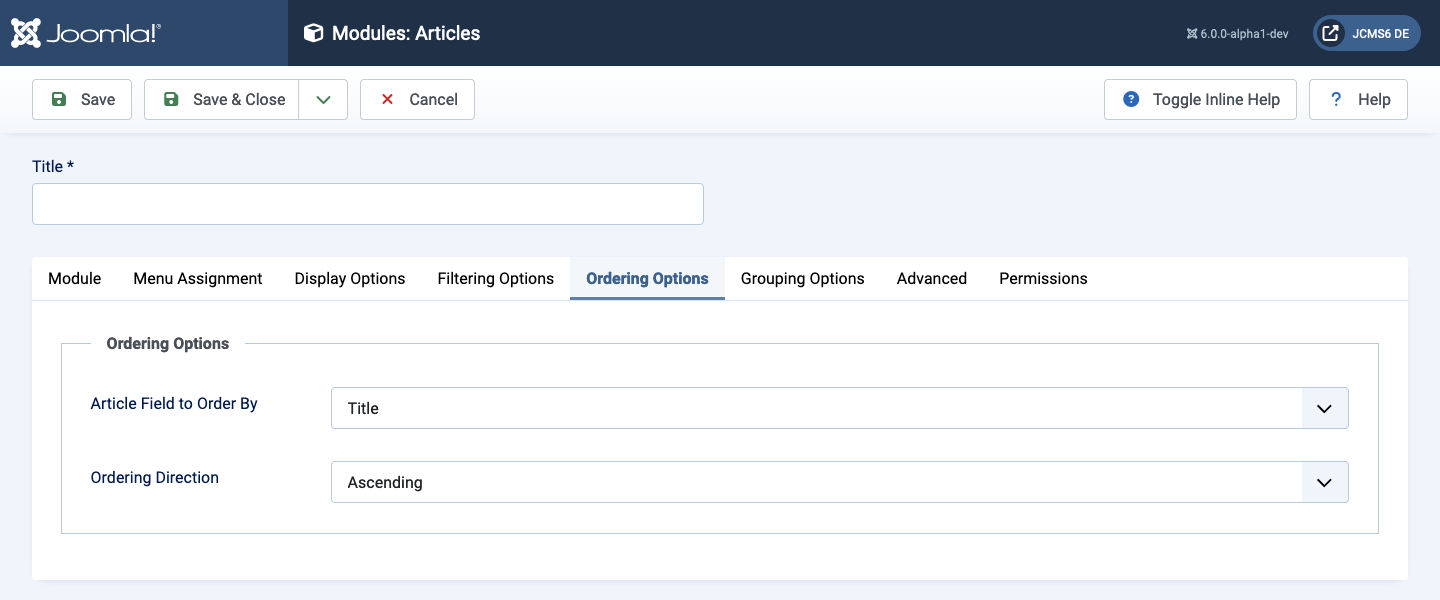 Joomla!®
Modules: Articles
6.0.0-alpha1-dev
JCMS6 DE
Save
Save & Close
Cancel
? Toggle Inline Help
? Help
Title *
Module Menu Assignment Display Options Filtering Options Ordering Options Grouping Options Advanced Permissions
Ordering Options
Article Field to Order By
Title
Ordering Direction
Ascending